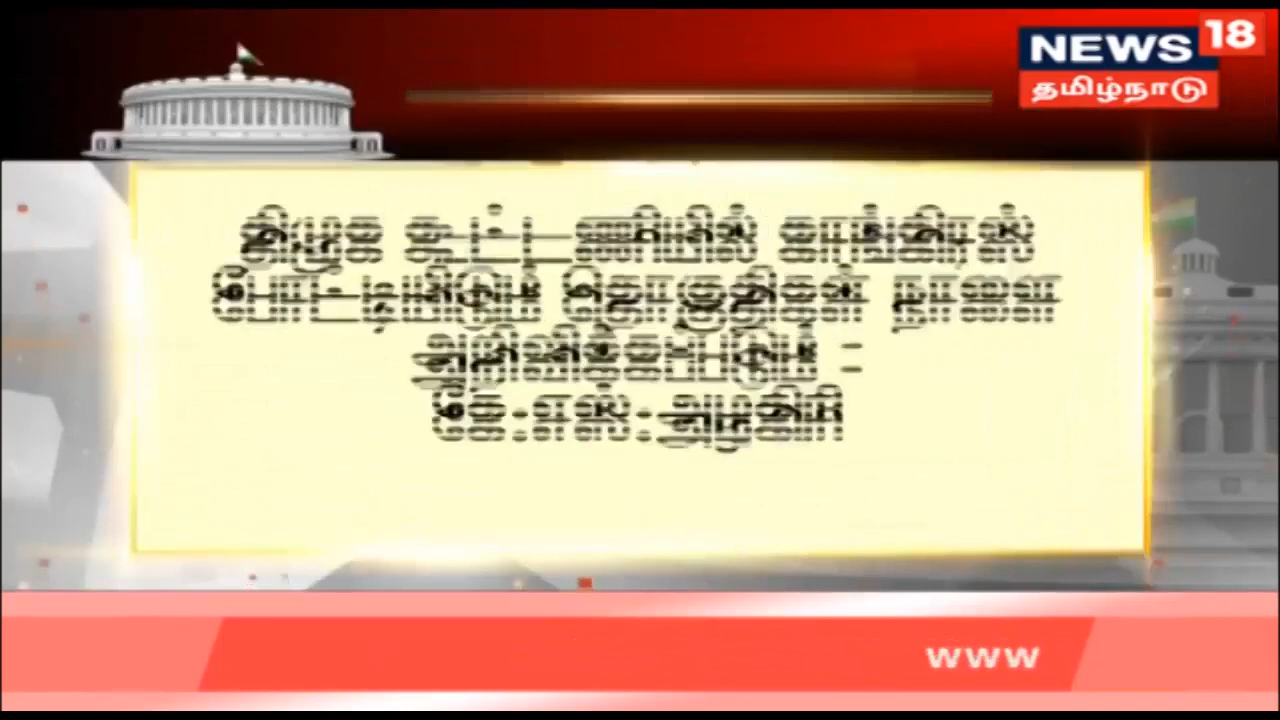 NEWS 18
தமிழ்நாடு
திமுக கூட்டணியில் காங்கிரஸ்
போட்டியிடும் தொகுதிகள் நாளை
அறிவிக்கப்படும் -
கே.எஸ்.அழகிரி
www